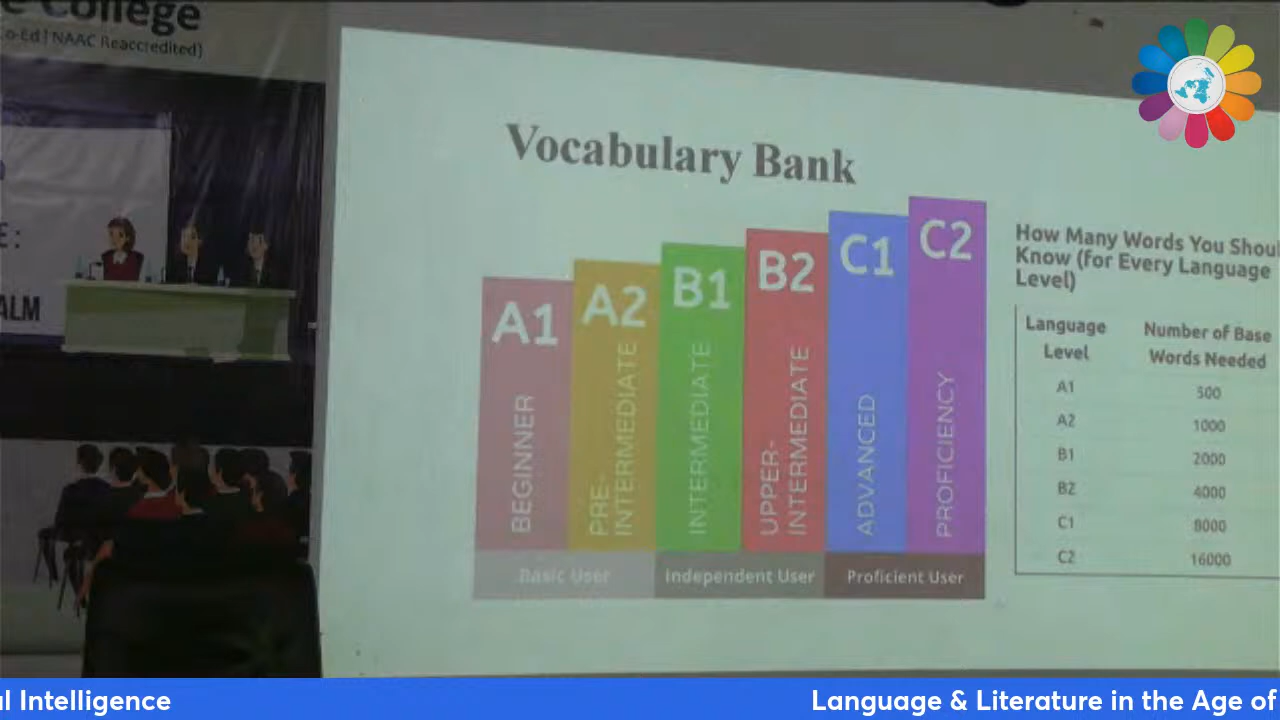 e College
Co-Ed | NAAC Reaccredited)
E :
ALM
Vocabulary Bank
A1
A2
B1
B2
C1
C2
BEGINNER
PRE-
INTERMEDIATE
INTERMEDIATE
UPPER-
INTERMEDIATE
ADVANCED
PROFICIENCY
Basic User
Independent User
Proficient User
How Many Words You Shoul
Know (for Every Language
Level)
Language Number of Base
Level Words Needed
A1 500
A2 1000
B1 2000
B2 4000
C1 8000
C2 16000
al Intelligence
Language & Literature in the Age of